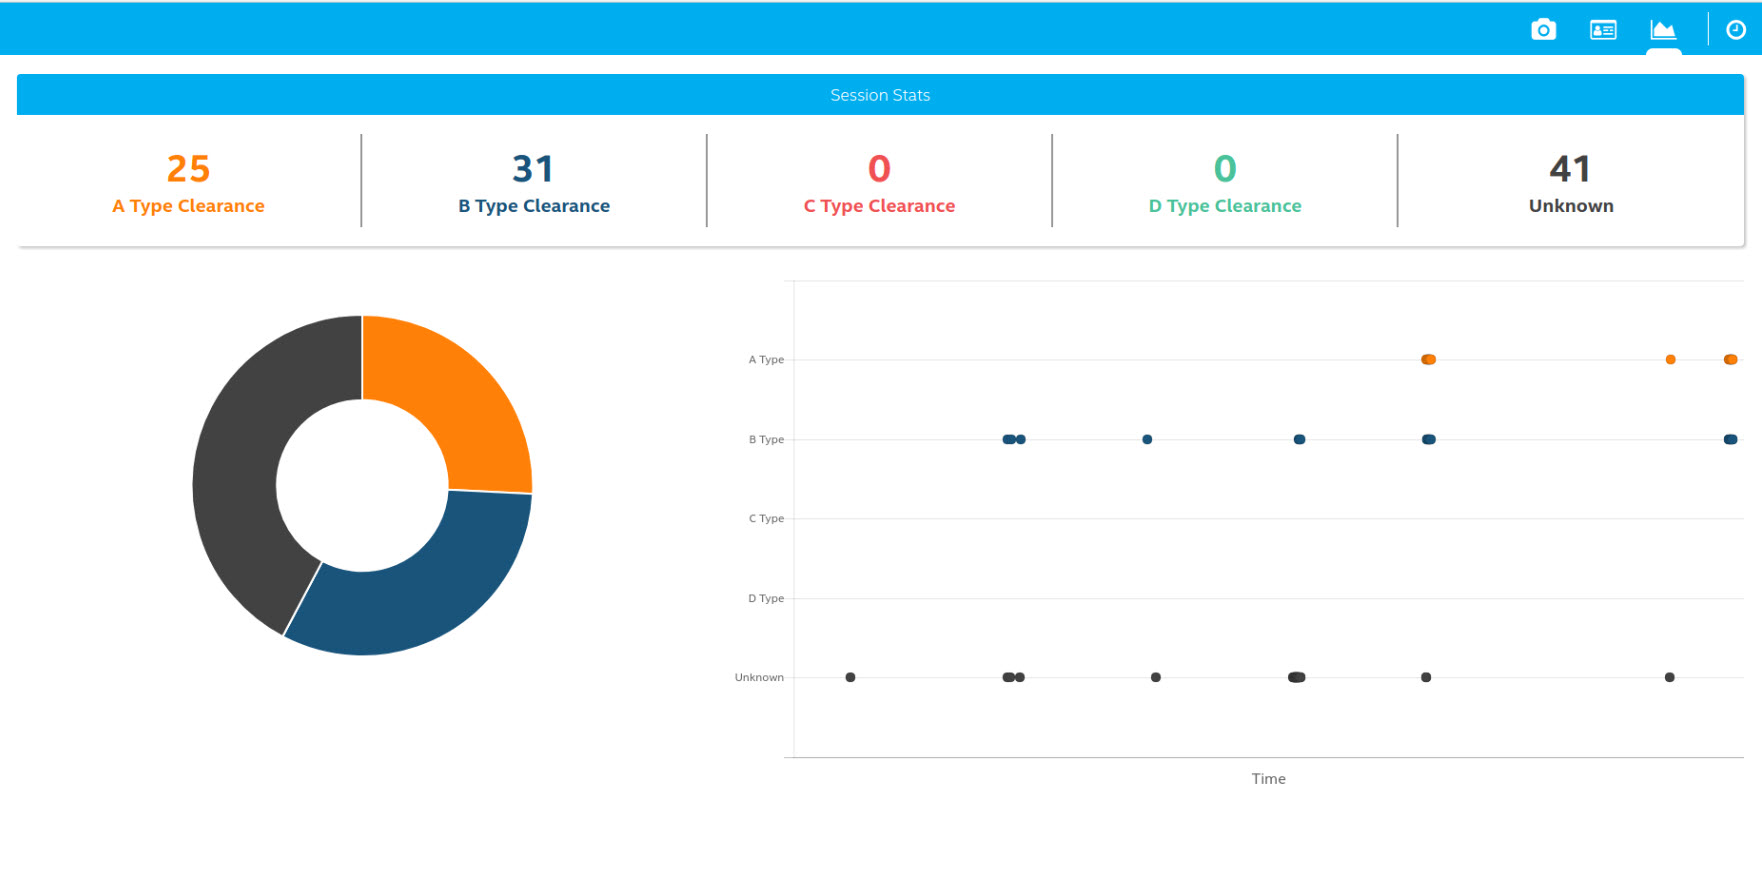 Session Stats
25
A Type Clearance
31
B Type Clearance
0
C Type Clearance
0
D Type Clearance
41
Unknown
A Type
B Type
C Type
D Type
Unknown
Time